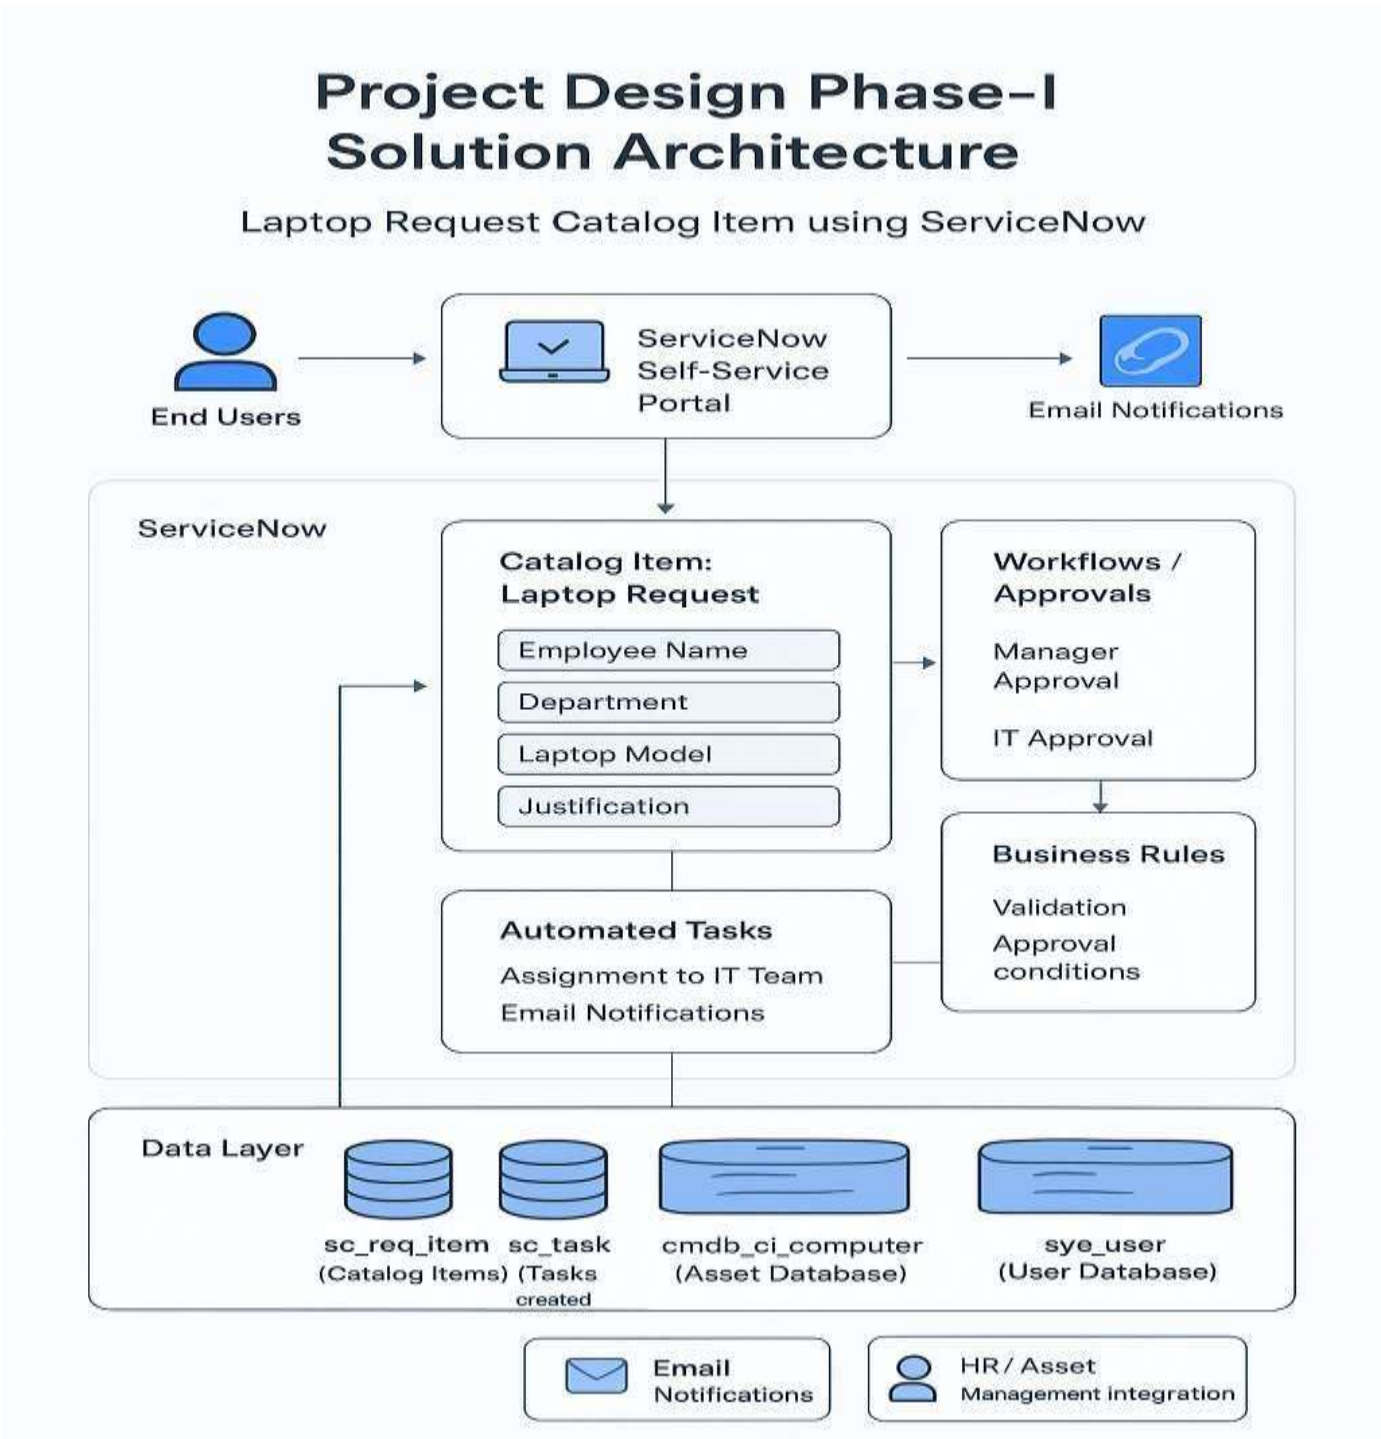 Project Design Phase–I
Solution Architecture
Laptop Request Catalog Item using ServiceNow
End Users
ServiceNow
Self-Service
Portal
Email Notifications
ServiceNow
Catalog Item:
Laptop Request
Employee Name
Department
Laptop Model
Justification
Workflows /
Approvals
Manager
Approval
IT Approval
Business Rules
Validation
Approval
conditions
Automated Tasks
Assignment to IT Team
Email Notifications
Data Layer
sc_req_item
(Catalog Items)
sc_task
(Tasks
created
cmdb_ci_computer
(Asset Database)
sye_user
(User Database)
Email
Notifications
HR / Asset
Management integration